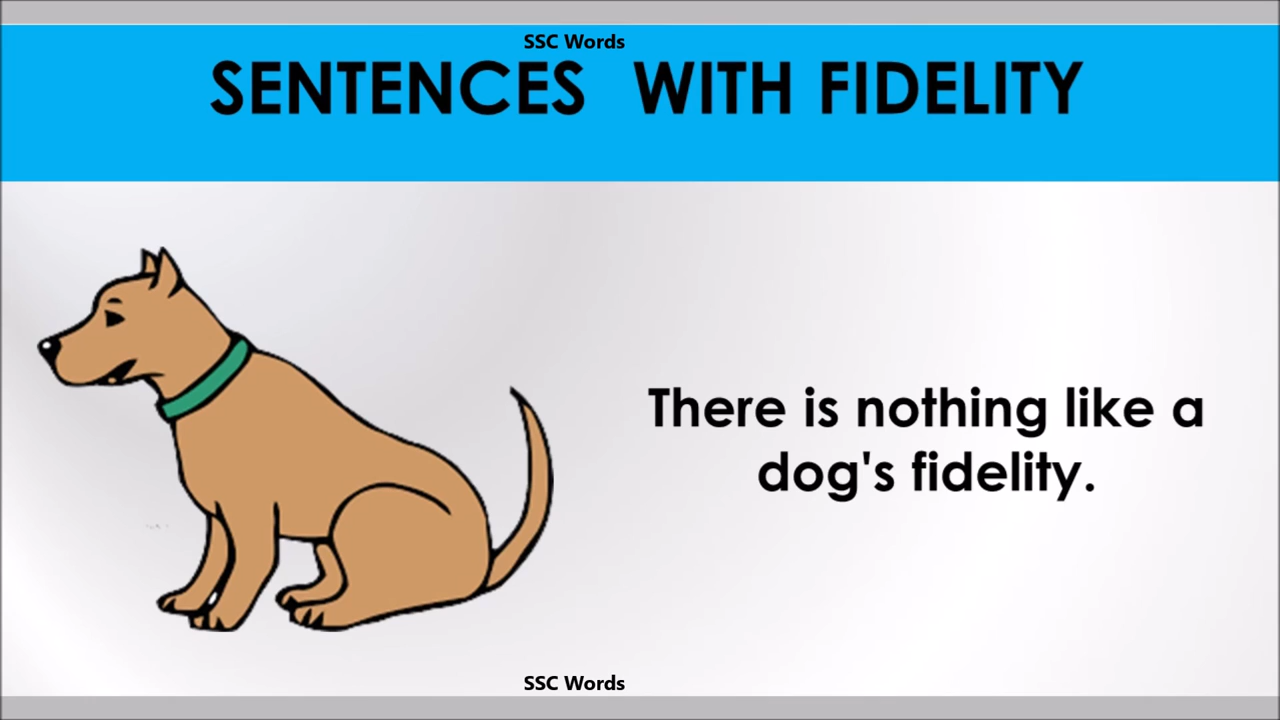 SSC Words
SENTENCES WITH FIDELITY
There is nothing like a
dog's fidelity.
SSC Words